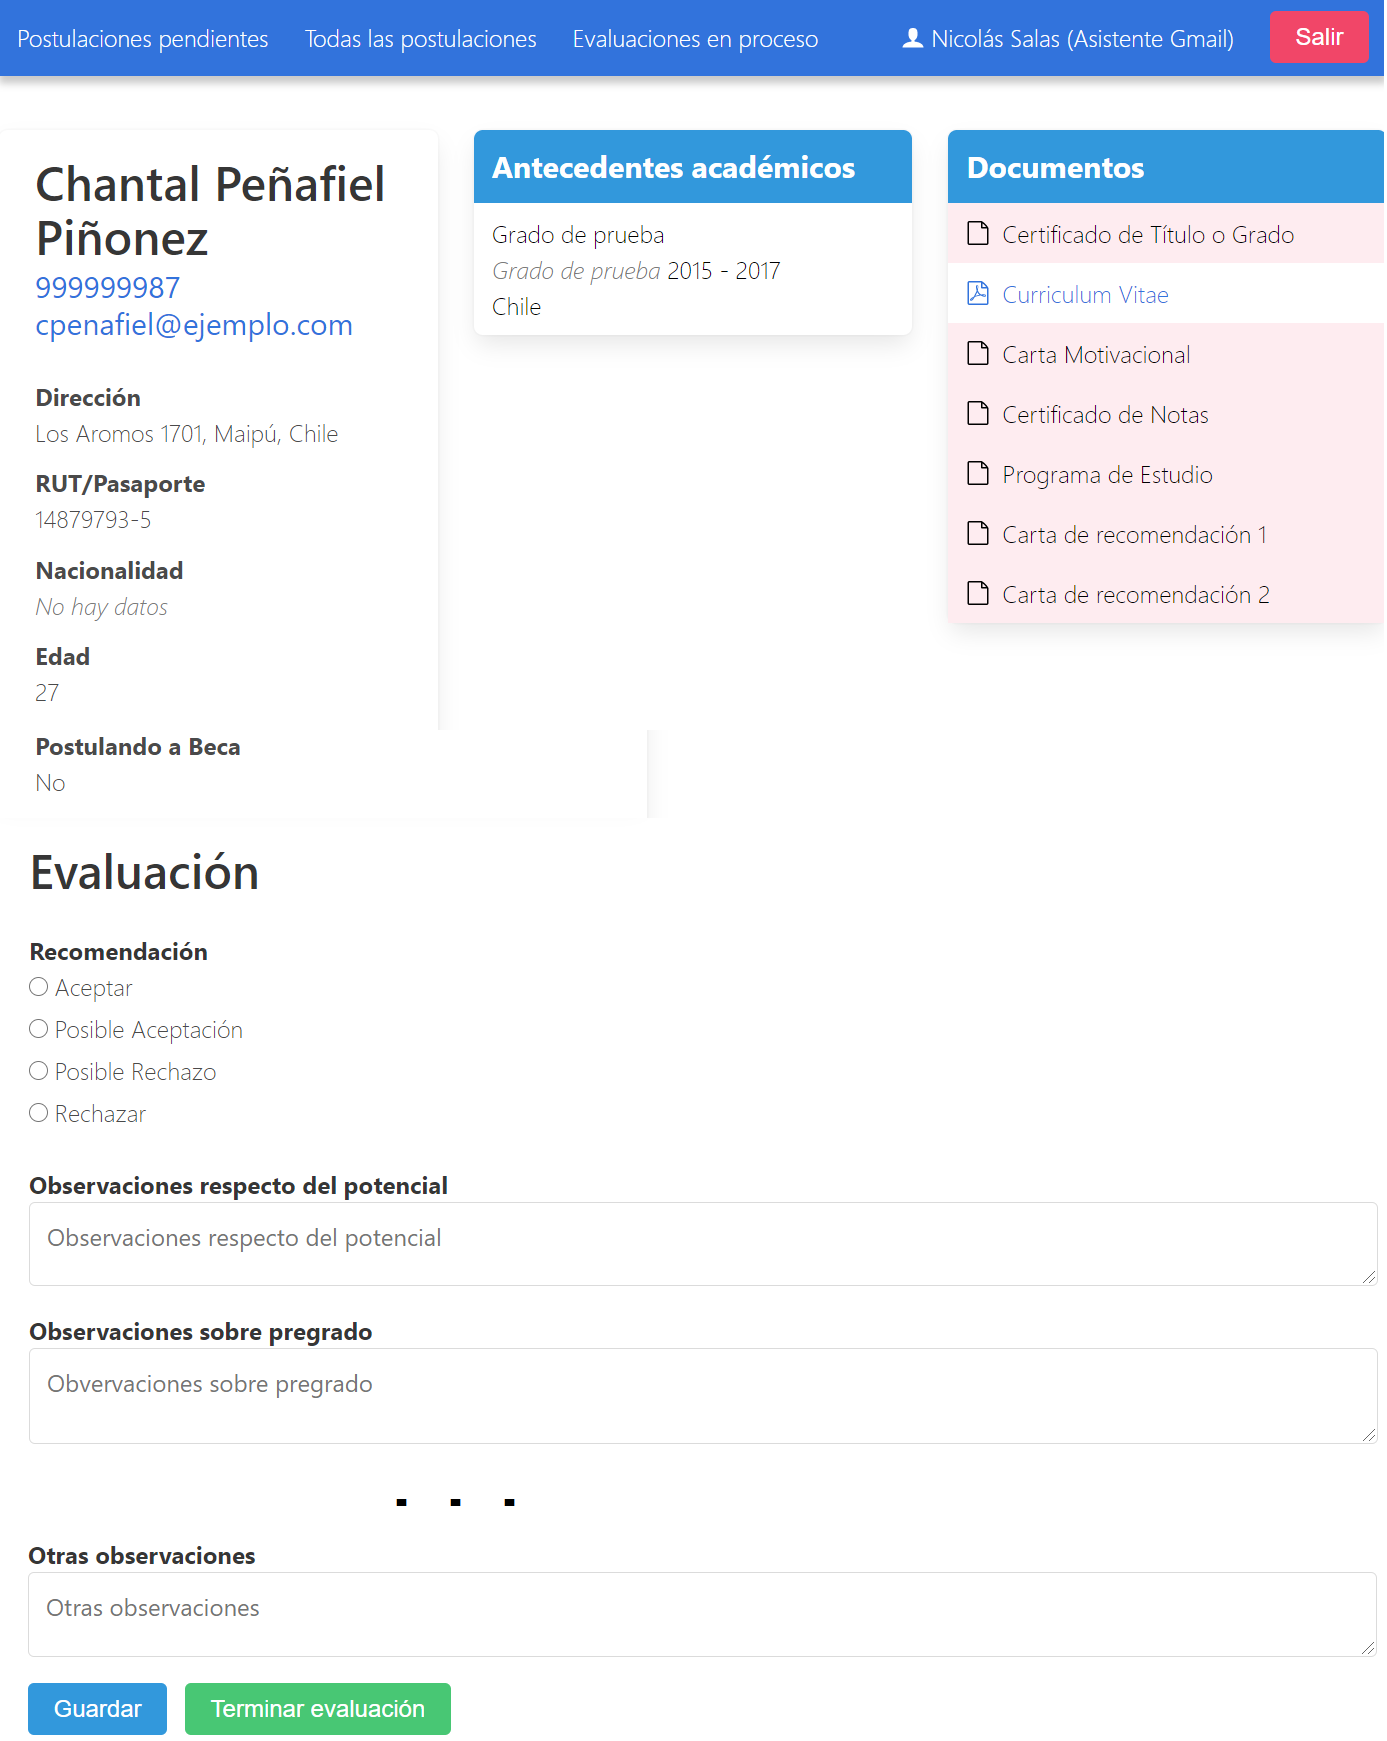 Postulaciones pendientes Todas las postulaciones Evaluaciones en proceso Nicolás Salas (Asistente Gmail) Salir
Chantal Peñafiel
Piñonez
999999987
cpenafiel@ejemplo.com
Dirección
Los Aromos 1701, Maipú, Chile
RUT/Pasaporte
14879793-5
Nacionalidad
No hay datos
Edad
27
Postulando a Beca
No
Antecedentes académicos
Grado de prueba
Grado de prueba 2015 - 2017
Chile
Documentos
Certificado de Título o Grado
Curriculum Vitae
Carta Motivacional
Certificado de Notas
Programa de Estudio
Carta de recomendación 1
Carta de recomendación 2
Evaluación
Recomendación
Aceptar
Posible Aceptación
Posible Rechazo
Rechazar
Observaciones respecto del potencial
Observaciones respecto del potencial
Observaciones sobre pregrado
Obvervaciones sobre pregrado
. . .
Otras observaciones
Otras observaciones
Guardar Terminar evaluación